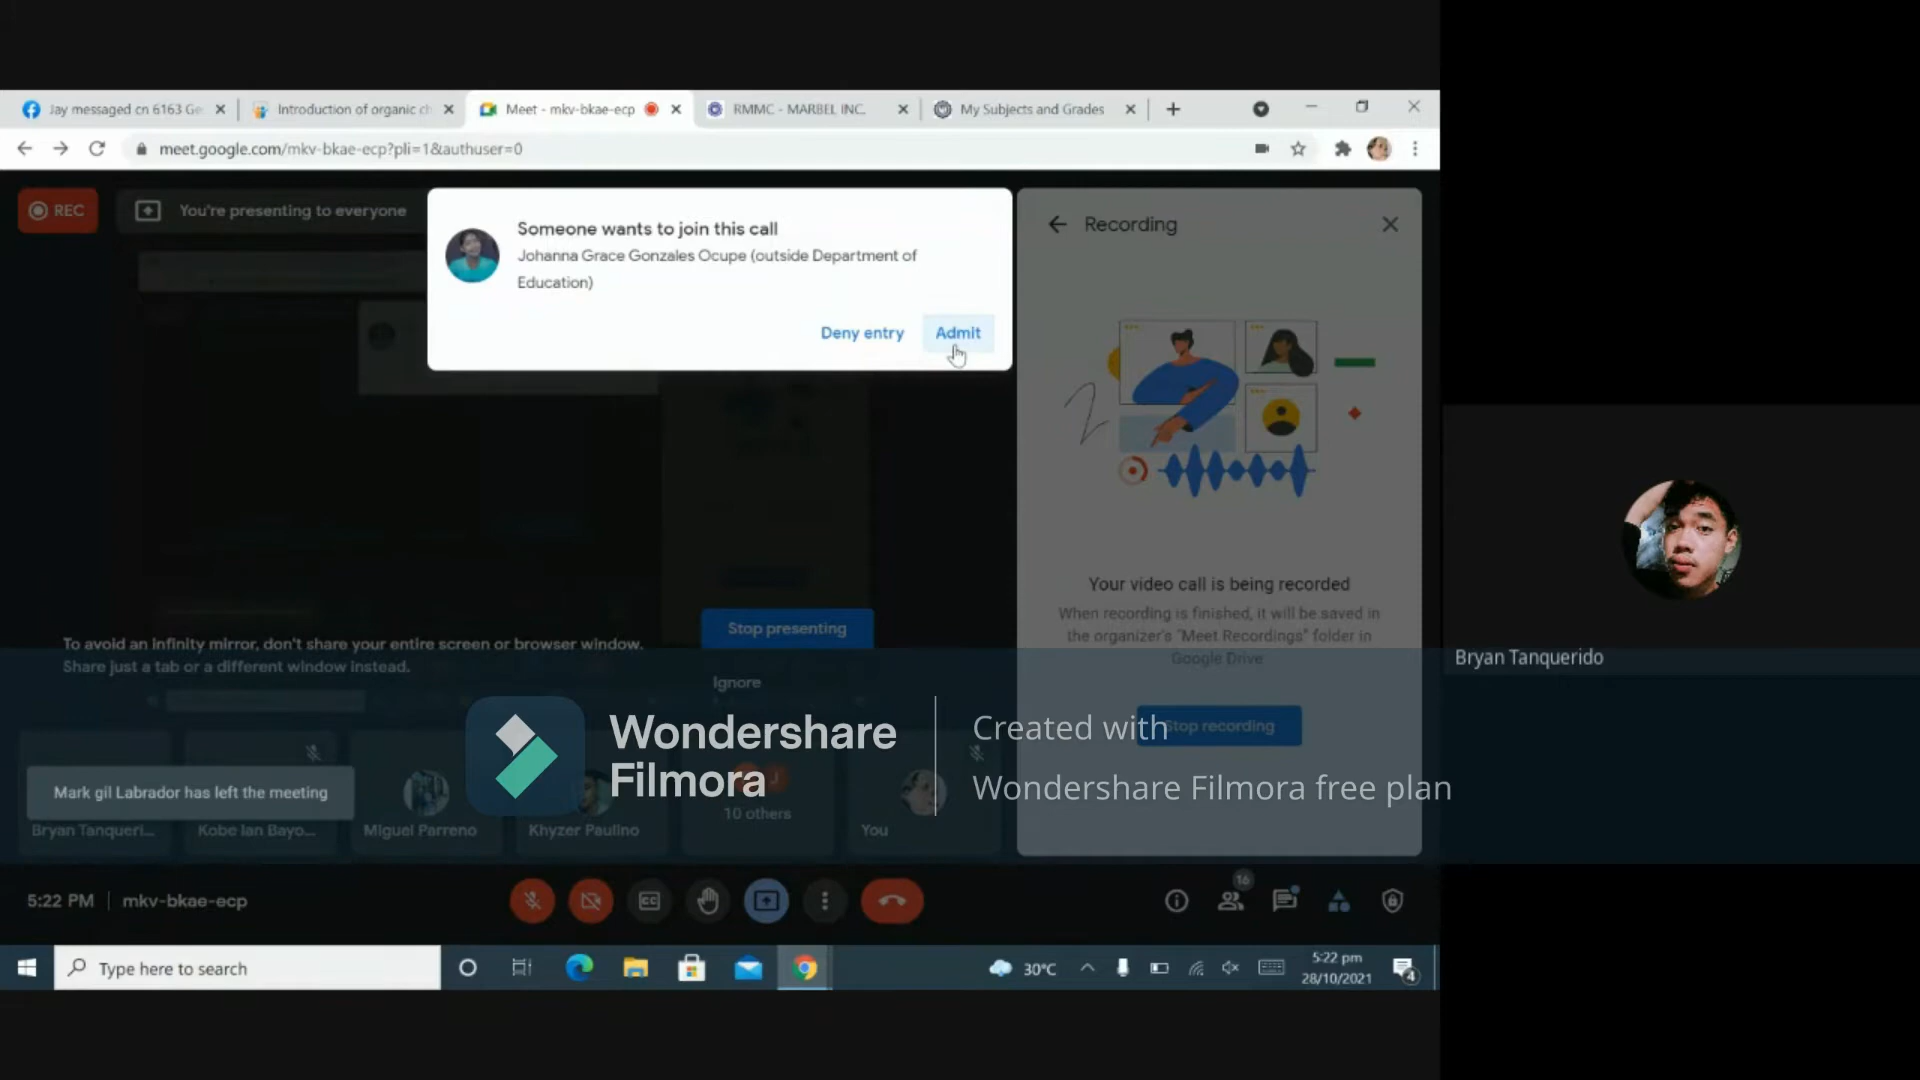 Jay messaged cn 6163 Ge
Introduction of organic ch
Meet - mkv-bkae-ecp
RMMC - MARBEL INC.
My Subjects and Grades
meet.google.com/mkv-bkae-ecp?pli=1&authuser=0
REC
You're presenting to everyone
Someone wants to join this call
Johanna Grace Gonzales Ocupe (outside Department of
Education)
Deny entry
Admit
Recording
Your video call is being recorded
When recording is finished, it will be saved in
the organizer's "Meet Recordings" folder in
Google Drive
Stop recording
To avoid an infinity mirror, don't share your entire screen or browser window.
Share just a tab or a different window instead.
Stop presenting
Ignore
Bryan Tanquerido
Wondershare
Filmora
Created with
Wondershare Filmora free plan
Mark gil Labrador has left the meeting
Bryan Tanqueri...
Kobe Ian Bayo...
Miguel Parreno
Khyzer Paulino
J
10 others
You
5:22 PM
mkv-bkae-ecp
CC
16
Type here to search
30°C
5:22 pm
28/10/2021
4